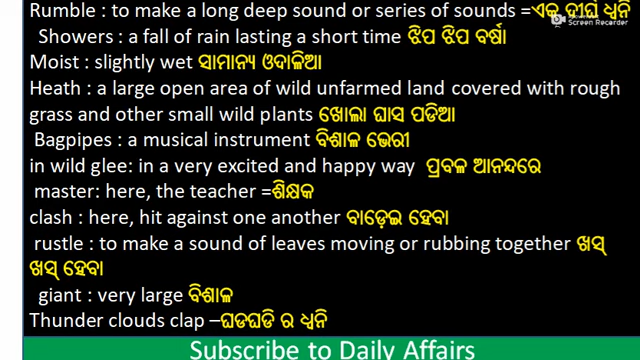 Rumble : to make a long deep sound or series of sounds =ଏକ ଦୀର୍ଘ ଧ୍ୱନି
Screen Recorder
Showers : a fall of rain lasting a short time ଝିପ ଝିପ ବର୍ଷା
Moist : slightly wet ସାମାନ୍ୟ ଓଦାଳିଆ
Heath : a large open area of wild unfarmed land covered with rough
grass and other small wild plants ଖୋଲା ଘାସ ପଡିଆ
Bagpipes : a musical instrument ବିଶାଳ ଭେରୀ
in wild glee: in a very excited and happy way ପ୍ରବଳ ଆନନ୍ଦରେ
master: here, the teacher =ଶିକ୍ଷକ
clash : here, hit against one another ବାଡ଼େଇ ହେବା
rustle : to make a sound of leaves moving or rubbing together ଖସ୍
ଖସ୍ ହେବା
giant : very large ବିଶାଳ
Thunder clouds clap –ଘଡଘଡି ର ଧ୍ୱନି
Subscribe to Daily Affairs